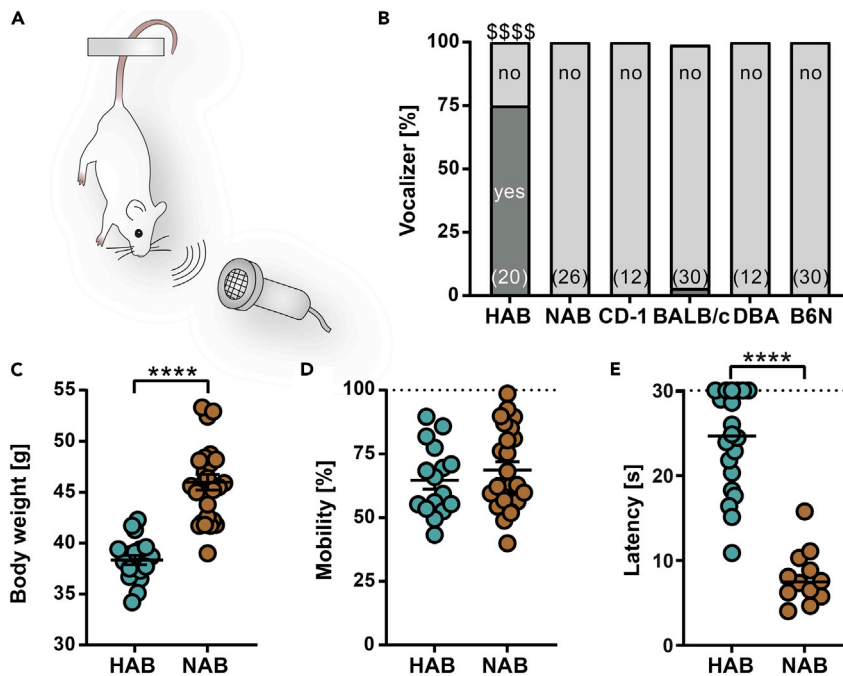 A
B
$$$$
Vocalizer [%]
100
75
50
25
0
no no no no no no
yes
(20) (26) (12) (30) (12) (30)
HAB NAB CD-1 BALB/c DBA B6N
C
****
Body weight [g]
55
50
45
40
35
30
HAB NAB
D
Mobility [%]
100
75
50
25
0
HAB NAB
E
****
Latency [s]
30
20
10
0
HAB NAB